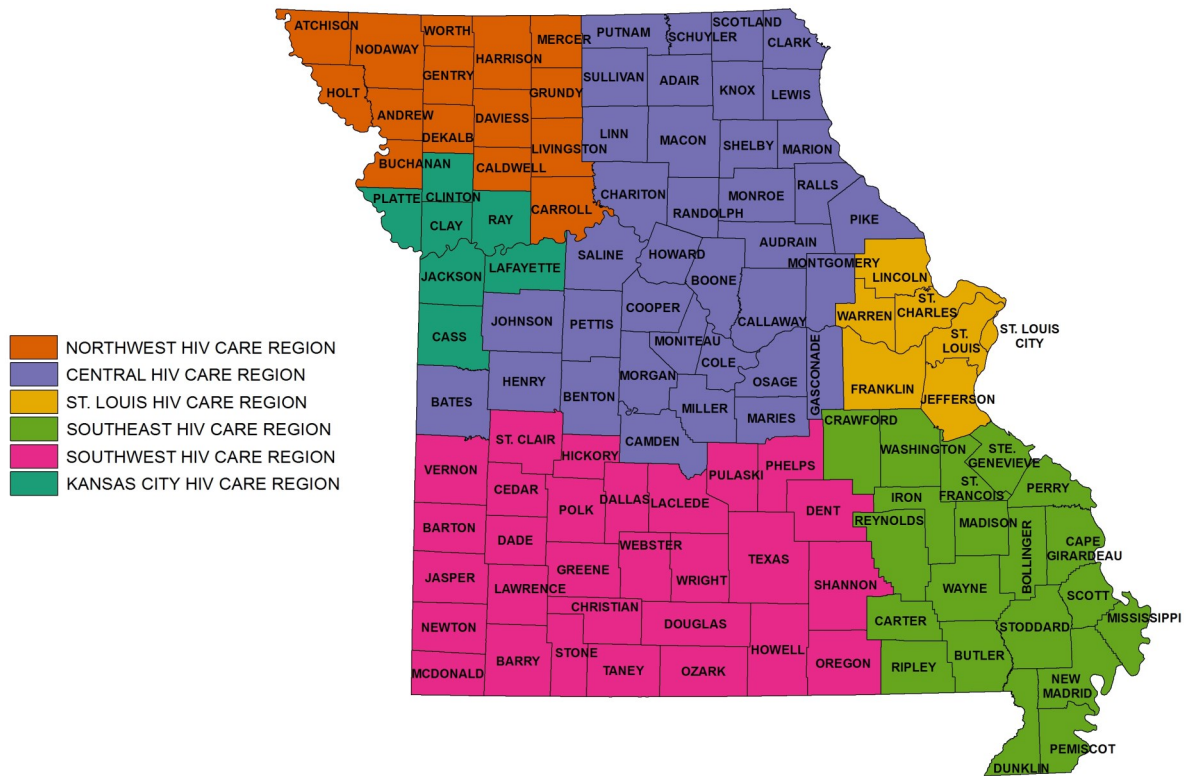 ATCHISON
NODAWAY
WORTH
HARRISON
MERCER
PUTNAM
SCHUYLER
SCOTLAND
CLARK
HOLT
GENTRY
GRUNDY
SULLIVAN
ADAIR
KNOX
LEWIS
ANDREW
DEKALB
DAVIESS
LIVINGSTON
LINN
MACON
SHELBY
MARION
BUCHANAN
CALDWELL
PLATTE
CLINTON
CLAY
RAY
CARROLL
CHARITON
RANDOLPH
MONROE
RALLS
PIKE
AUDRAIN
JACKSON
LAFAYETTE
SALINE
HOWARD
BOONE
MONTGOMERY
LINCOLN
CASS
JOHNSON
PETTIS
COOPER
MONITEAU
CALLAWAY
WARREN
ST.
CHARLES
ST.
LOUIS
ST. LOUIS
CITY
COLE
OSAGE
GASCONADE
FRANKLIN
JEFFERSON
BATES
HENRY
BENTON
MORGAN
MILLER
MARIES
CAMDEN
NORTHWEST HIV CARE REGION
CENTRAL HIV CARE REGION
ST. LOUIS HIV CARE REGION
SOUTHEAST HIV CARE REGION
SOUTHWEST HIV CARE REGION
KANSAS CITY HIV CARE REGION
VERNON
ST. CLAIR
HICKORY
PULASKI
PHELPS
CRAWFORD
WASHINGTON
STE.
GENEVIEVE
ST.
FRANCOIS
PERRY
CEDAR
POLK
DALLAS
LACLEDE
DENT
IRON
REYNOLDS
MADISON
BOLLINGER
CAPE
GIRARDEAU
BARTON
DADE
WEBSTER
TEXAS
JASPER
LAWRENCE
GREENE
WRIGHT
SHANNON
WAYNE
SCOTT
MISSISSIPPI
NEWTON
CHRISTIAN
DOUGLAS
CARTER
STODDARD
MCDONALD
BARRY
STONE
TANEY
OZARK
HOWELL
OREGON
RIPLEY
BUTLER
NEW
MADRID
PEMISCOT
DUNKLIN